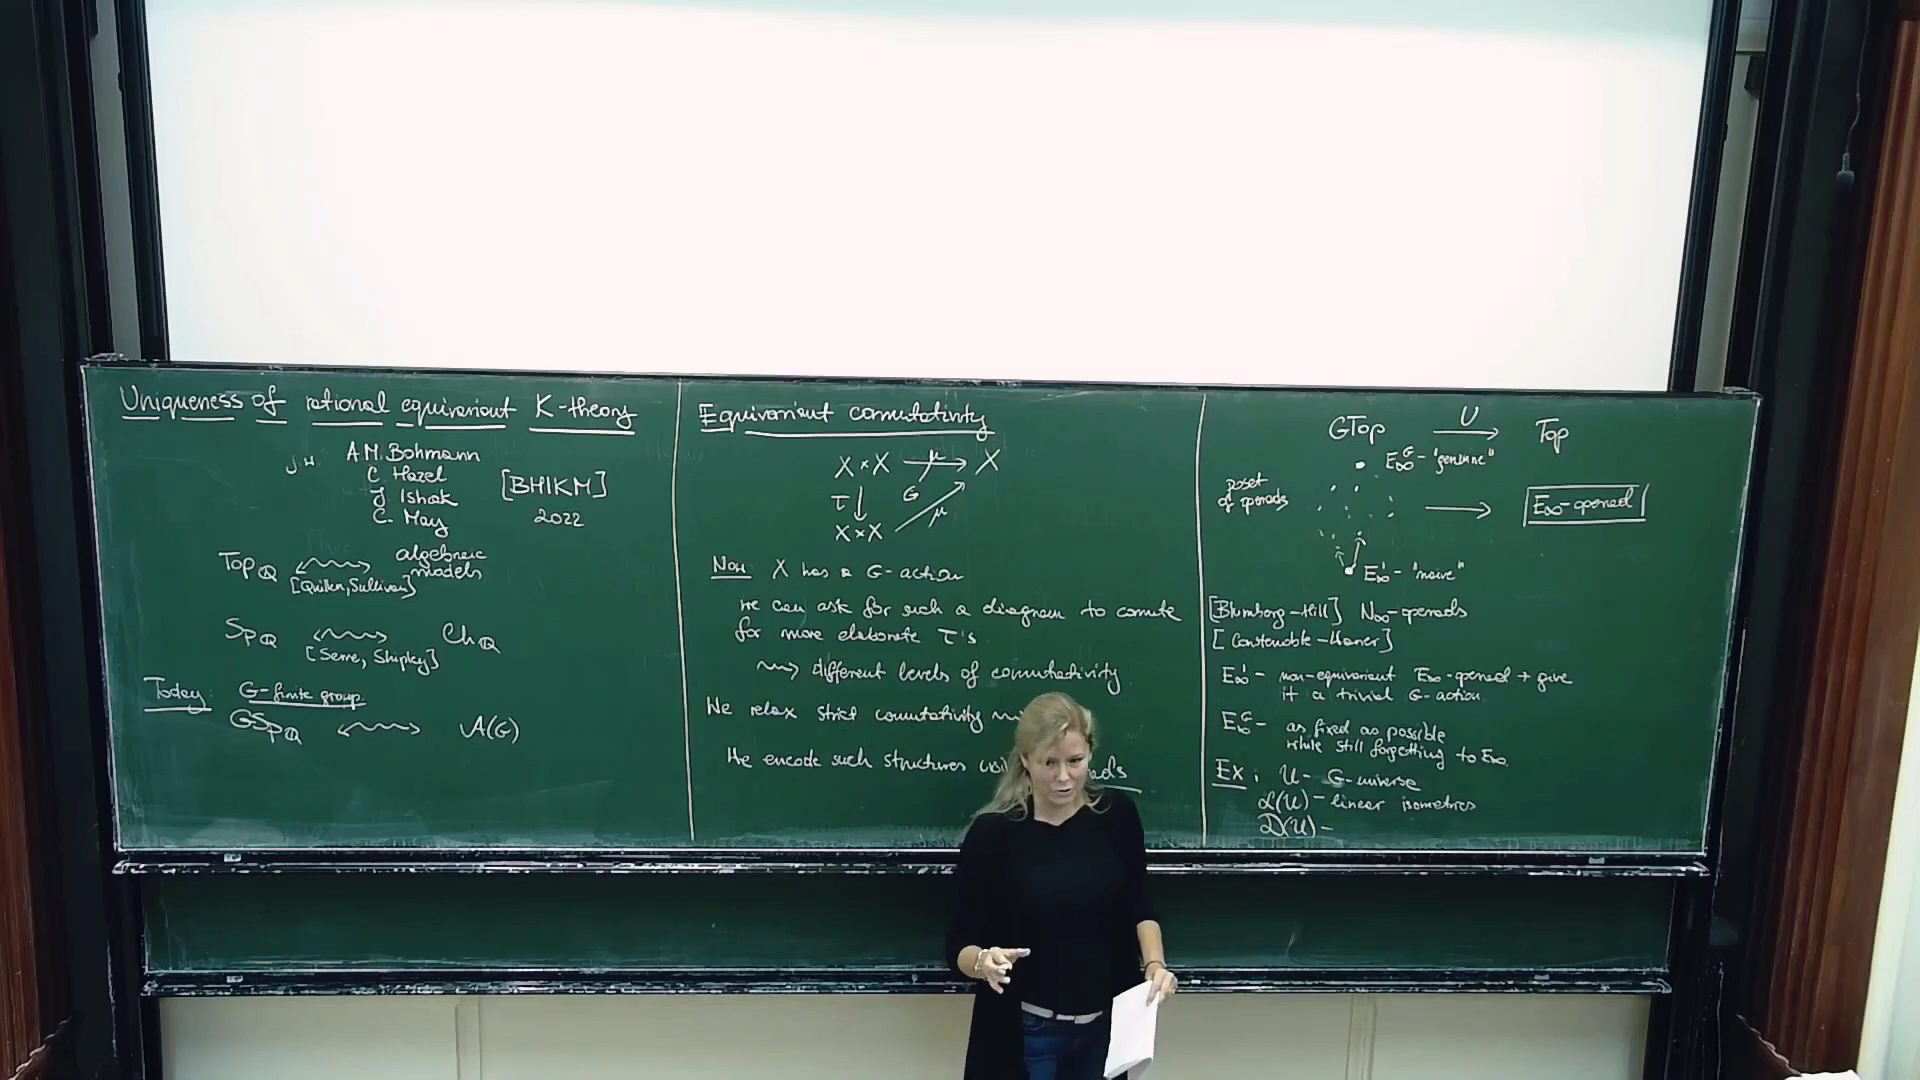 Uniqueness of rational equivariant K-theory
J.W. A.M. Bohmann
C. Hazel
J. Ishak
C. May
[BHIKM]
2022
Top_Q ⟷ algebraic models
[Quillen, Sullivan]
Sp_Q ⟷ Ch_Q
[Serre, Shipley]
Today: G-finite group
GSp_Q ⟷ A(G)
Equivariant commutativity
X × X μ X
τ G μ
X × X
Now X has a G-action
we can ask for such a diagram to commute
for more elaborate τ's
⟿ different levels of commutativity
We relax strict commutativity
We encode such structures
GTop U Top
E∞^G - "genuine"
poset
of operads
E∞-operad
E∞^1 - "naive"
[Blumberg-Hill] N∞-operads
[Constenoble-Waner]
E∞^1 - non-equivariant E∞-operad + give
it a trivial G-action
E∞^G - as fixed as possible
while still forgetting to E∞
Ex: U - G-universe
L(U) - linear isometries
D(U) -